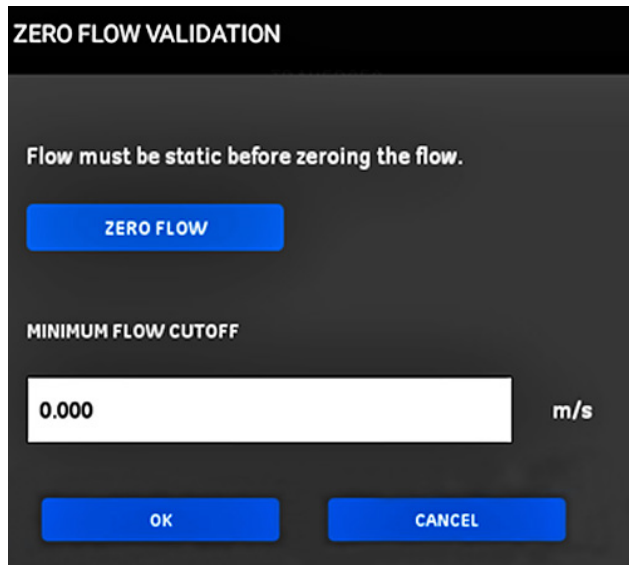 ZERO FLOW VALIDATION
Flow must be static before zeroing the flow.
ZERO FLOW
MINIMUM FLOW CUTOFF
0.000 m/s
OK CANCEL